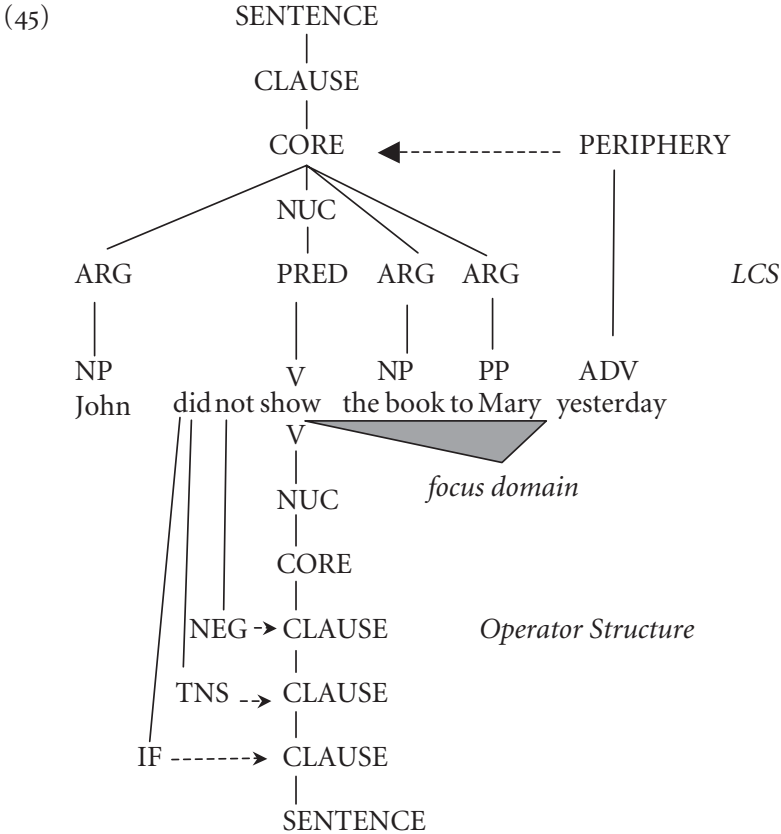 (45) SENTENCE
CLAUSE
CORE PERIPHERY
NUC
ARG PRED ARG ARG LCS
NP V NP PP ADV
John did not show the book to Mary yesterday
V
focus domain
NUC
CORE
NEG CLAUSE Operator Structure
TNS CLAUSE
IF CLAUSE
SENTENCE